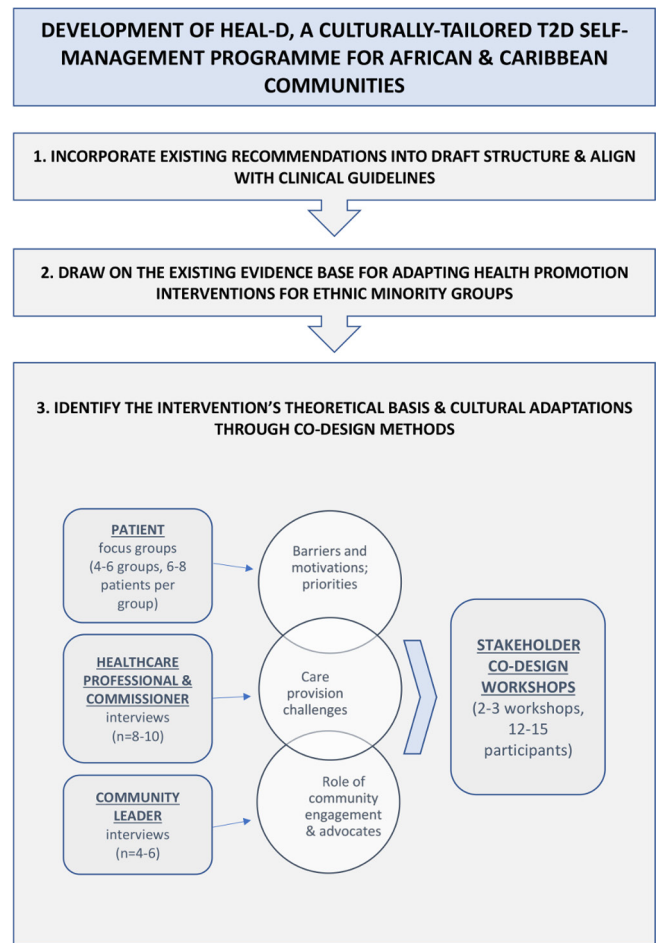 DEVELOPMENT OF HEAL-D, A CULTURALLY-TAILORED T2D SELF-
MANAGEMENT PROGRAMME FOR AFRICAN & CARIBBEAN
COMMUNITIES
1. INCORPORATE EXISTING RECOMMENDATIONS INTO DRAFT STRUCTURE & ALIGN
WITH CLINICAL GUIDELINES
2. DRAW ON THE EXISTING EVIDENCE BASE FOR ADAPTING HEALTH PROMOTION
INTERVENTIONS FOR ETHNIC MINORITY GROUPS
3. IDENTIFY THE INTERVENTION'S THEORETICAL BASIS & CULTURAL ADAPTATIONS
THROUGH CO-DESIGN METHODS
PATIENT
focus groups
(4-6 groups, 6-8
patients per
group)
Barriers and
motivations;
priorities
HEALTHCARE
PROFESSIONAL &
COMMISSIONER
interviews
(n=8-10)
Care
provision
challenges
COMMUNITY
LEADER
interviews
(n=4-6)
Role of
community
engagement
& advocates
STAKEHOLDER
CO-DESIGN
WORKSHOPS
(2-3 workshops,
12-15
participants)